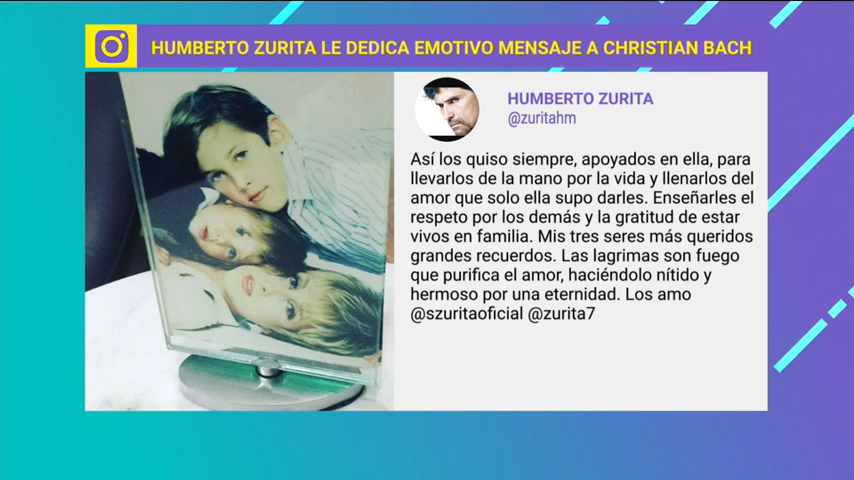 HUMBERTO ZURITA LE DEDICA EMOTIVO MENSAJE A CHRISTIAN BACH
HUMBERTO ZURITA
@zuritahm
Así los quiso siempre, apoyados en ella, para
llevarlos de la mano por la vida y llenarlos del
amor que solo ella supo darles. Enseñarles el
respeto por los demás y la gratitud de estar
vivos en familia. Mis tres seres más queridos
grandes recuerdos. Las lagrimas son fuego
que purifica el amor, haciéndolo nítido y
hermoso por una eternidad. Los amo
@szuritaoficial @zurita7